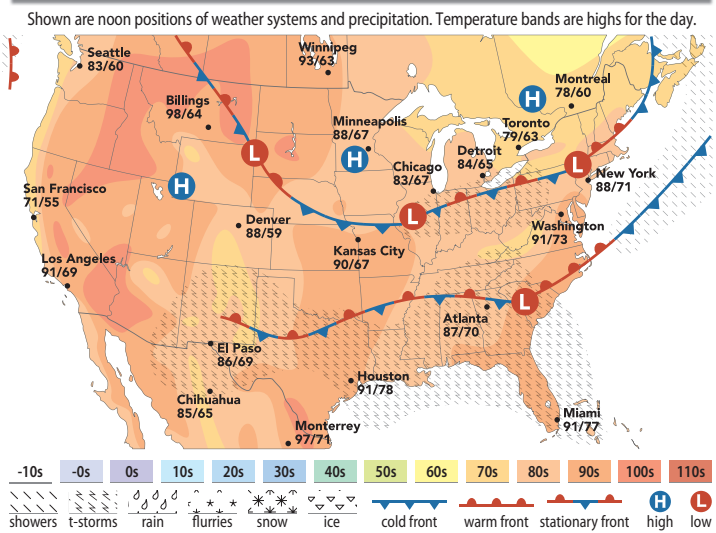 Shown are noon positions of weather systems and precipitation. Temperature bands are highs for the day.
Seattle
83/60
Winnipeg
93/63
Montreal
78/60
H
Billings
98/64
Minneapolis
88/67
H
Toronto
79/63
Detroit
84/65
L
L
Chicago
83/67
New York
88/71
H
San Francisco
71/55
Denver
88/59
L
Washington
91/73
Kansas City
90/67
Los Angeles
91/69
L
Atlanta
87/70
El Paso
86/69
Houston
91/78
Chihuahua
85/65
Miami
91/77
Monterrey
97/71
-10s -0s 0s 10s 20s 30s 40s 50s 60s 70s 80s 90s 100s 110s
H L
showers t-storms rain flurries snow ice cold front warm front stationary front high low